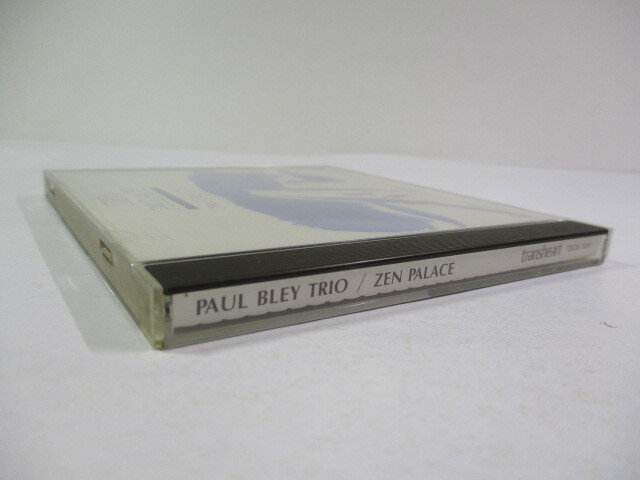 PAUL BLEY TRIO / ZEN PALACE
transheart